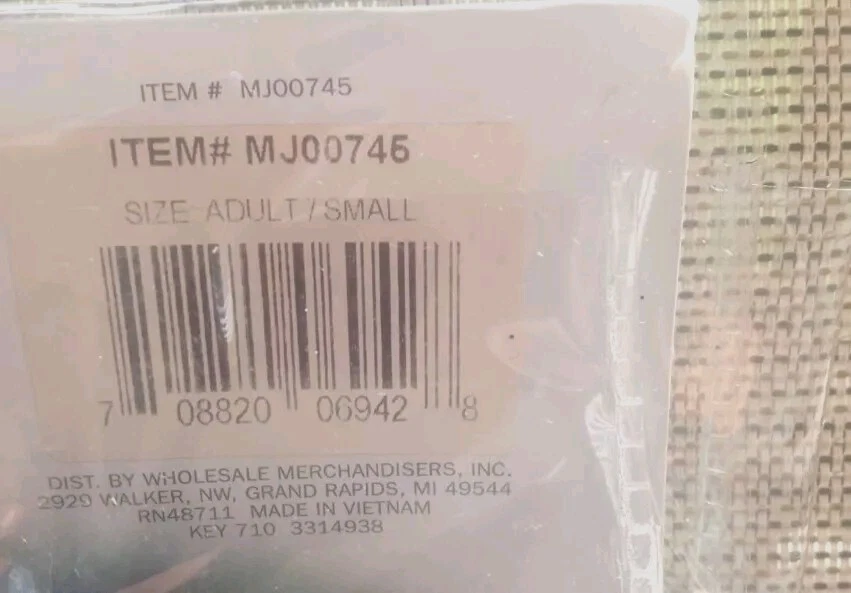 ITEM # MJ00745
ITEM# MJ00745
SIZE ADULT / SMALL
7 08820 06942 8
DIST. BY WHOLESALE MERCHANDISERS, INC.
2929 WALKER, NW, GRAND RAPIDS, MI 49544
RN48711 MADE IN VIETNAM
KEY 710 3314938